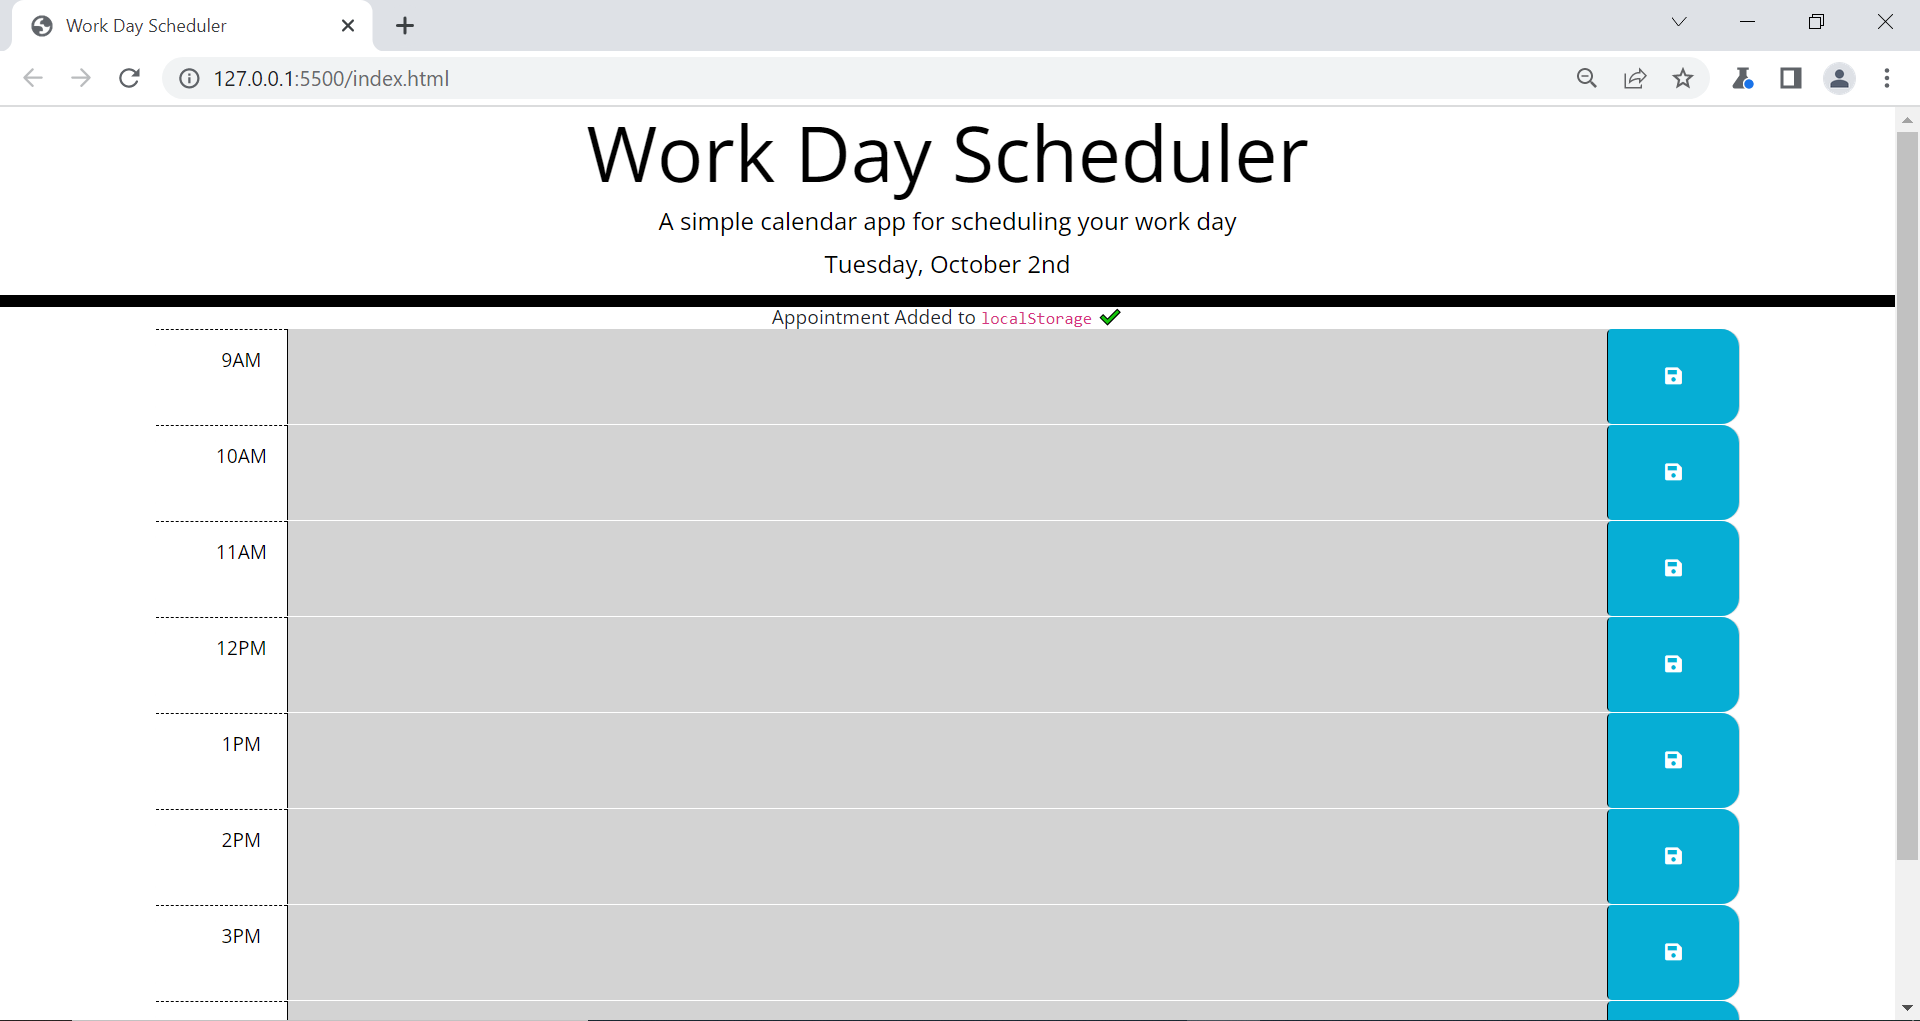 Work Day Scheduler
127.0.0.1:5500/index.html
Work Day Scheduler
A simple calendar app for scheduling your work day
Tuesday, October 2nd
Appointment Added to localStorage ✔
9AM
10AM
11AM
12PM
1PM
2PM
3PM